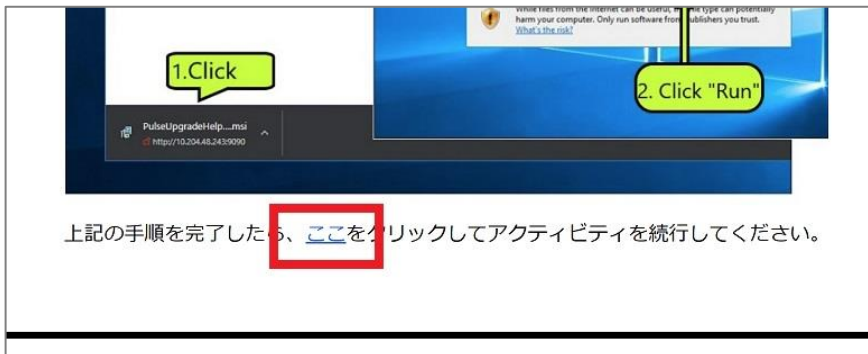 While files from the Internet can be useful, this file type can potentially
harm your computer. Only run software from publishers you trust.
What's the risk?
1.Click
2. Click "Run"
PulseUpgradeHelp....msi
http://10.204.48.243:9090
上記の手順を完了したら、ここをクリックしてアクティビティを続行してください。